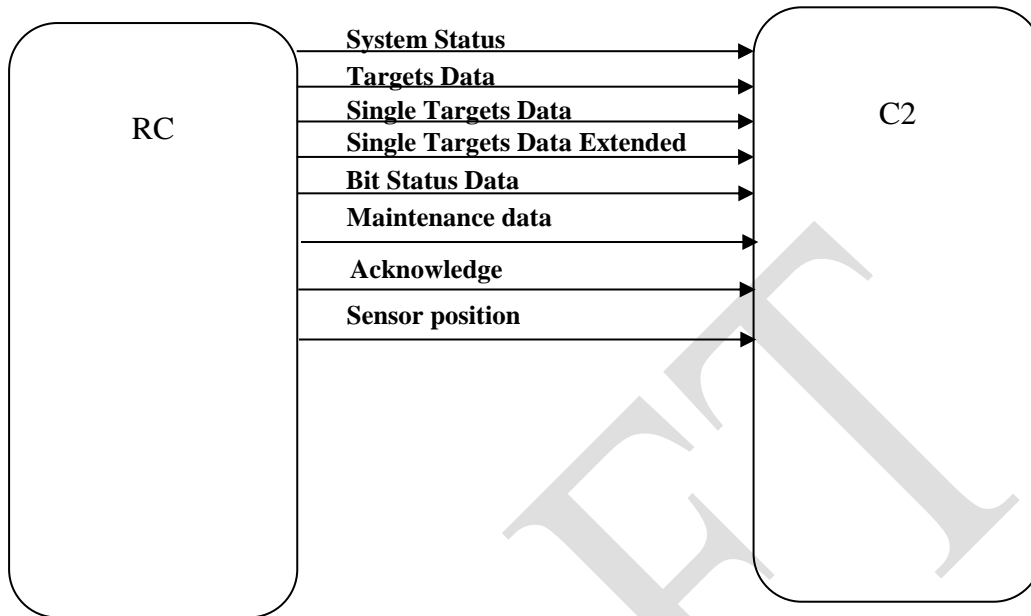 System Status
Targets Data
Single Targets Data
Single Targets Data Extended
Bit Status Data
Maintenance data
Acknowledge
Sensor position
RC
C2
FT